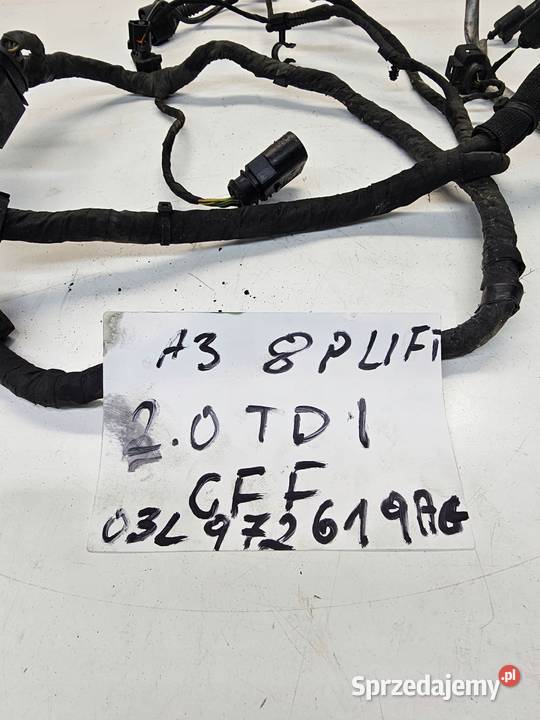 A3 8P LIFT
2.0 TDI
CFF
03L972619AG
Sprzedajemy.pl